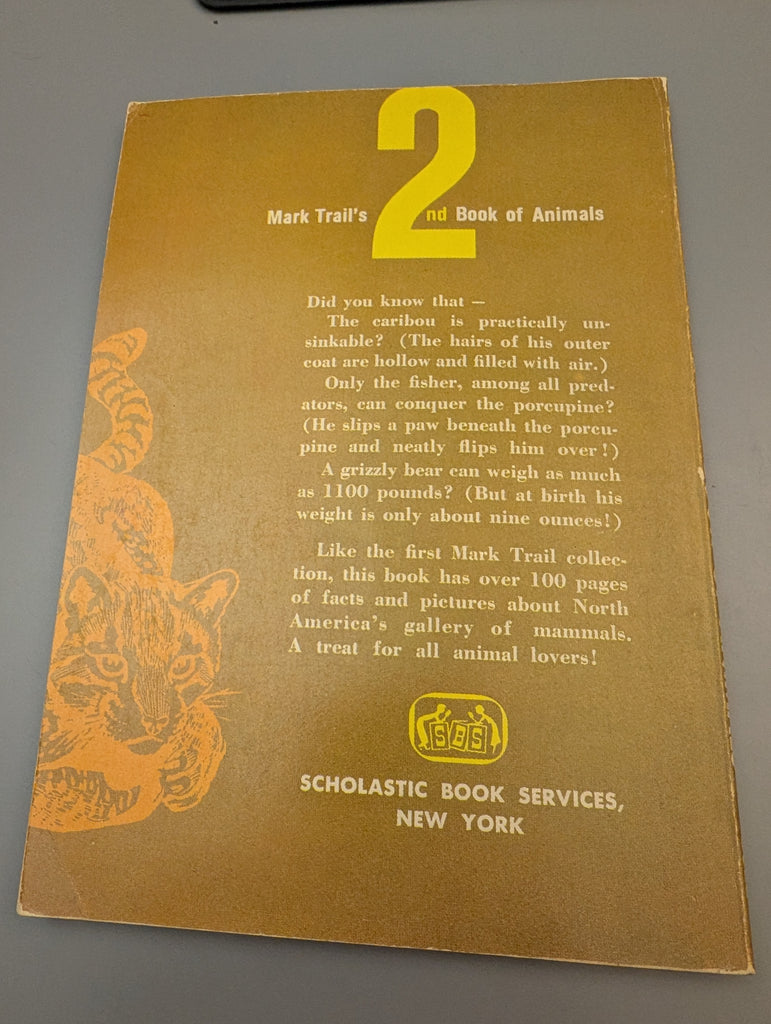 Mark Trail's 2nd Book of Animals
Did you know that —
The caribou is practically un-
sinkable? (The hairs of his outer
coat are hollow and filled with air.)
Only the fisher, among all pred-
ators, can conquer the porcupine?
(He slips a paw beneath the porcu-
pine and neatly flips him over!)
A grizzly bear can weigh as much
as 1100 pounds? (But at birth his
weight is only about nine ounces!)
Like the first Mark Trail collec-
tion, this book has over 100 pages
of facts and pictures about North
America's gallery of mammals.
A treat for all animal lovers!
SBS
SCHOLASTIC BOOK SERVICES,
NEW YORK